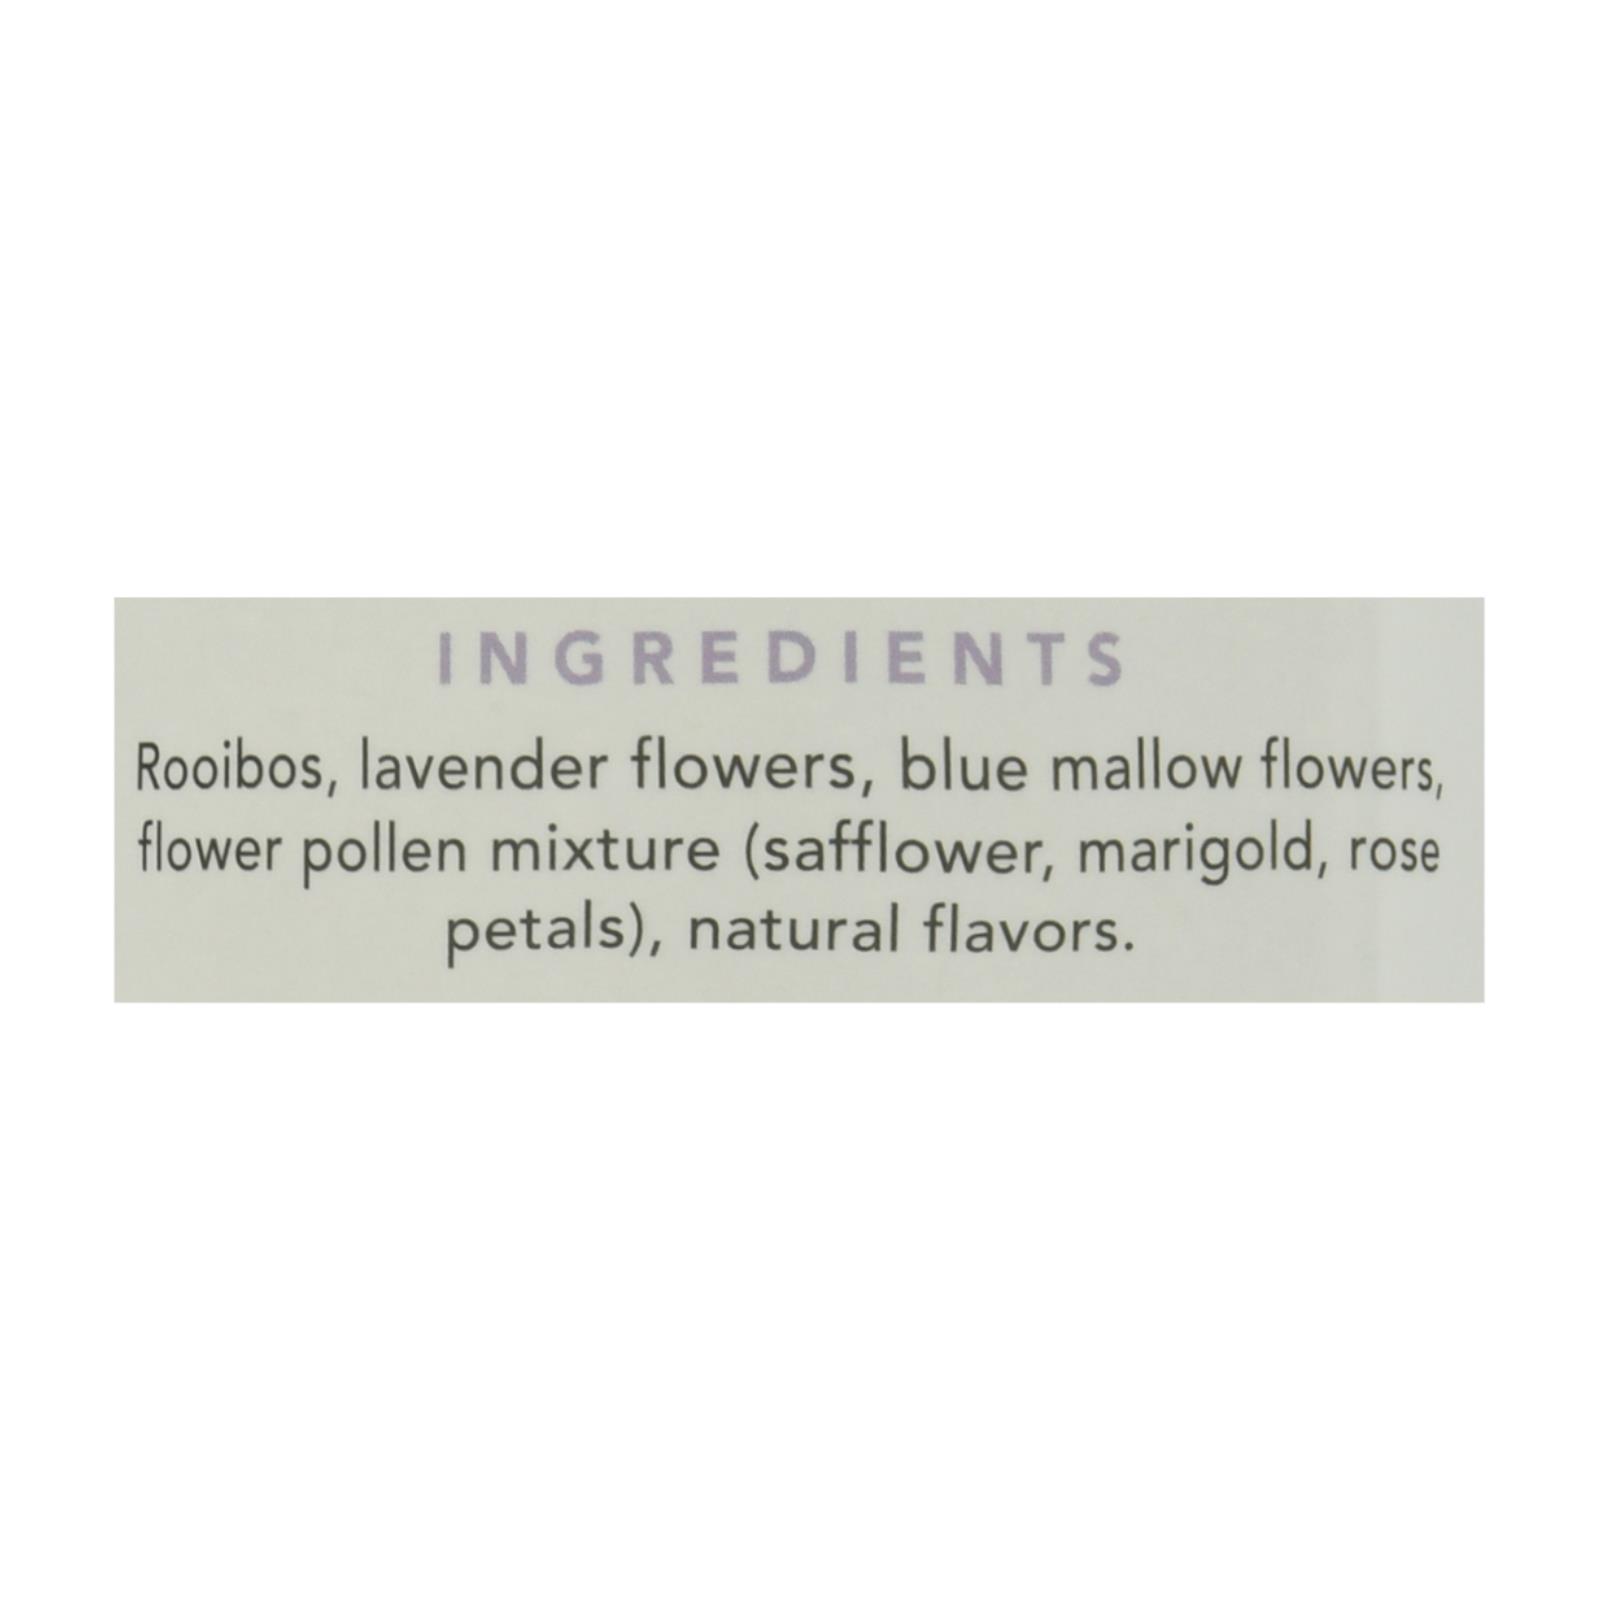 INGREDIENTS
Rooibos, lavender flowers, blue mallow flowers,
flower pollen mixture (safflower, marigold, rose
petals), natural flavors.